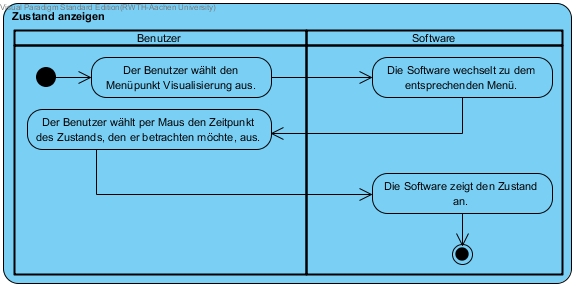 Visual Paradigm Standard Edition(RWTH Aachen University)
Zustand anzeigen
Benutzer
Software
Der Benutzer wählt den
Menüpunkt Visualisierung aus.
Die Software wechselt zu dem
entsprechenden Menü.
Der Benutzer wählt per Maus den Zeitpunkt
des Zustands, den er betrachten möchte, aus.
Die Software zeigt den Zustand
an.